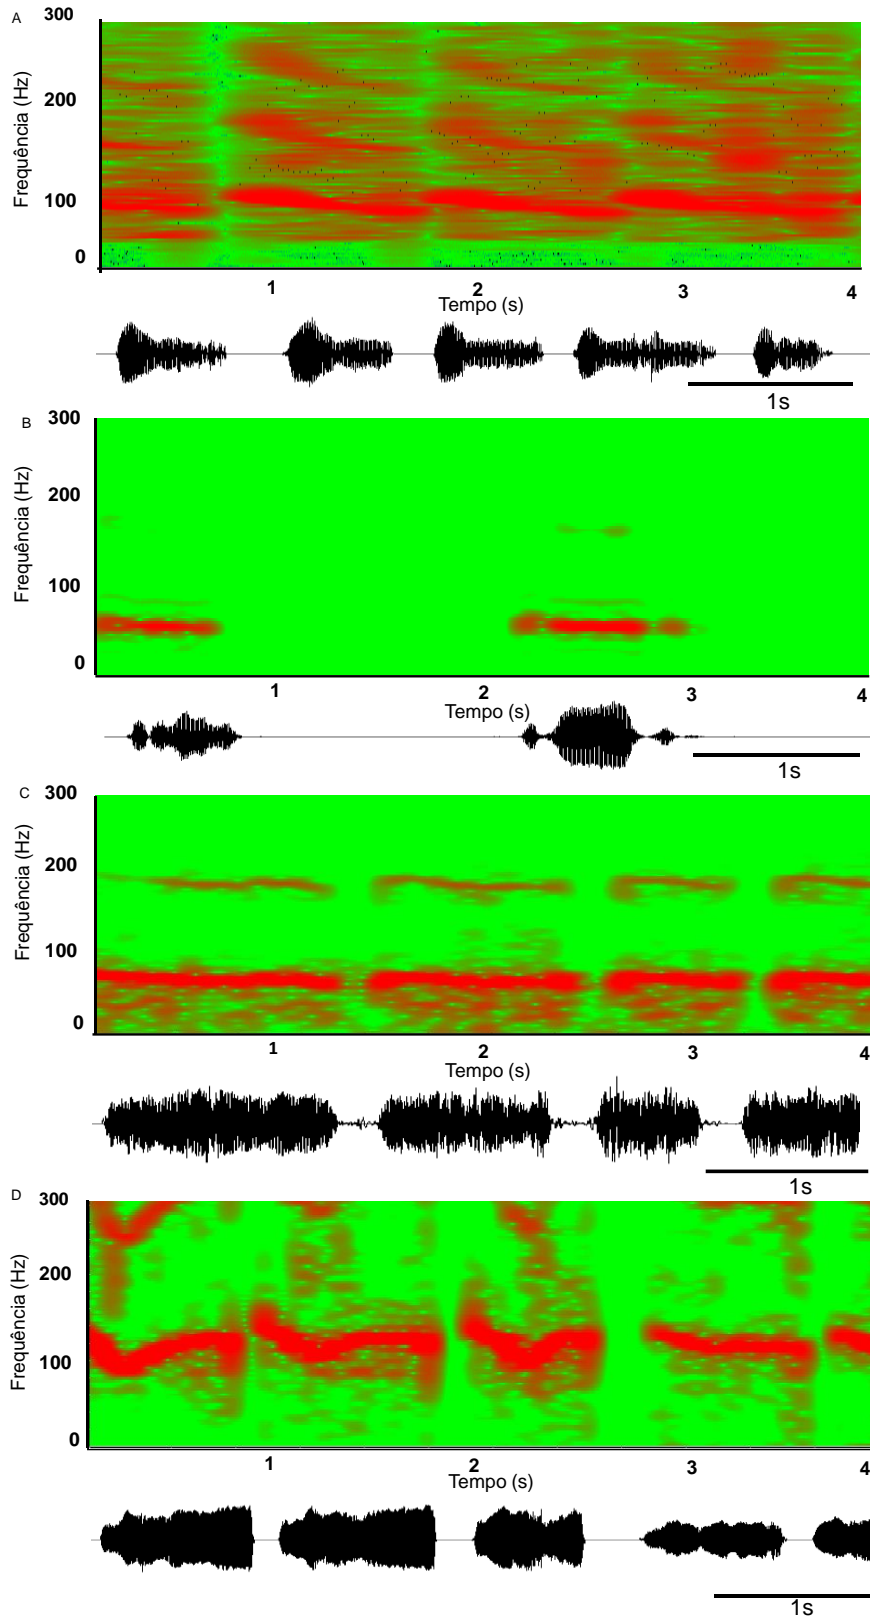 A
300
200
100
0
Frequência (Hz)
1 2 3 4
Tempo (s)
1s
B
300
200
100
0
Frequência (Hz)
1 2 3 4
Tempo (s)
1s
C
300
200
100
0
Frequência (Hz)
1 2 3 4
Tempo (s)
1s
D
300
200
100
0
Frequência (Hz)
1 2 3 4
Tempo (s)
1s